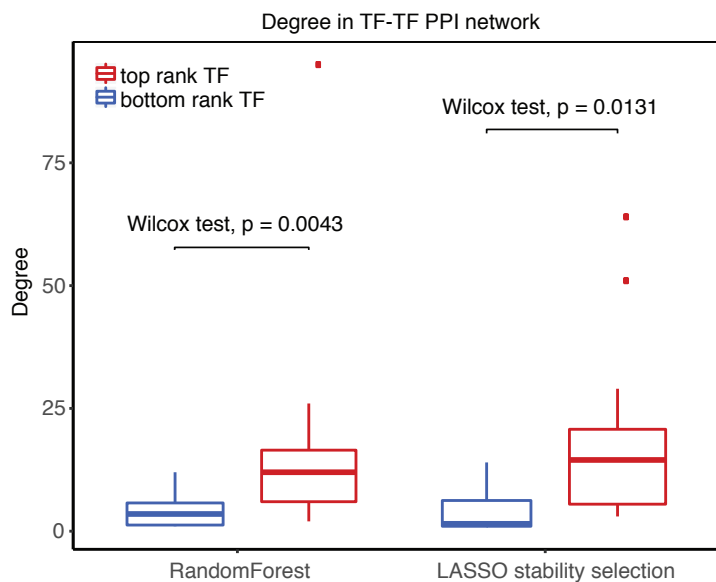 Degree in TF-TF PPI network
top rank TF
bottom rank TF
Wilcox test, p = 0.0131
Wilcox test, p = 0.0043
75
50
25
0
Degree
RandomForest
LASSO stability selection